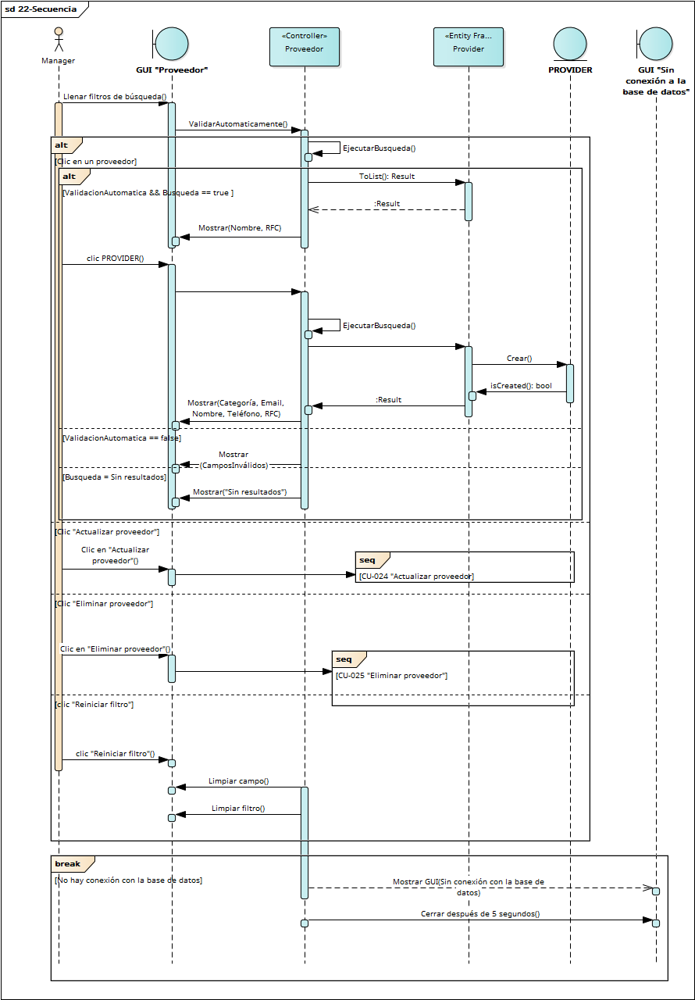 sd 22-Secuencia
Manager
GUI "Proveedor"
«Controller»
Proveedor
«Entity Fra...
Provider
PROVIDER
GUI "Sin
conexión a la
base de datos"
Llenar filtros de búsqueda()
ValidarAutomaticamente()
alt
EjecutarBusqueda()
[Clic en un proveedor]
alt
ToList(): Result
[ValidacionAutomatica && Busqueda == true ]
:Result
Mostrar(Nombre, RFC)
clic PROVIDER()
EjecutarBusqueda()
Crear()
isCreated(): bool
:Result
Mostrar(Categoría, Email,
Nombre, Teléfono, RFC)
[ValidacionAutomatica == false]
Mostrar
(CamposInválidos)
[Busqueda = Sin resultados]
Mostrar("Sin resultados")
[Clic "Actualizar proveedor"]
Clic en "Actualizar
proveedor"()
seq
[CU-024 "Actualizar proveedor]
[Clic "Eliminar proveedor"]
Clic en "Eliminar proveedor"()
seq
[CU-025 "Eliminar proveedor"]
[clic "Reiniciar filtro"]
clic "Reiniciar filtro"()
Limpiar campo()
Limpiar filtro()
break
[No hay conexión con la base de datos]
Mostrar GUI(Sin conexión con la base de
datos)
Cerrar después de 5 segundos()